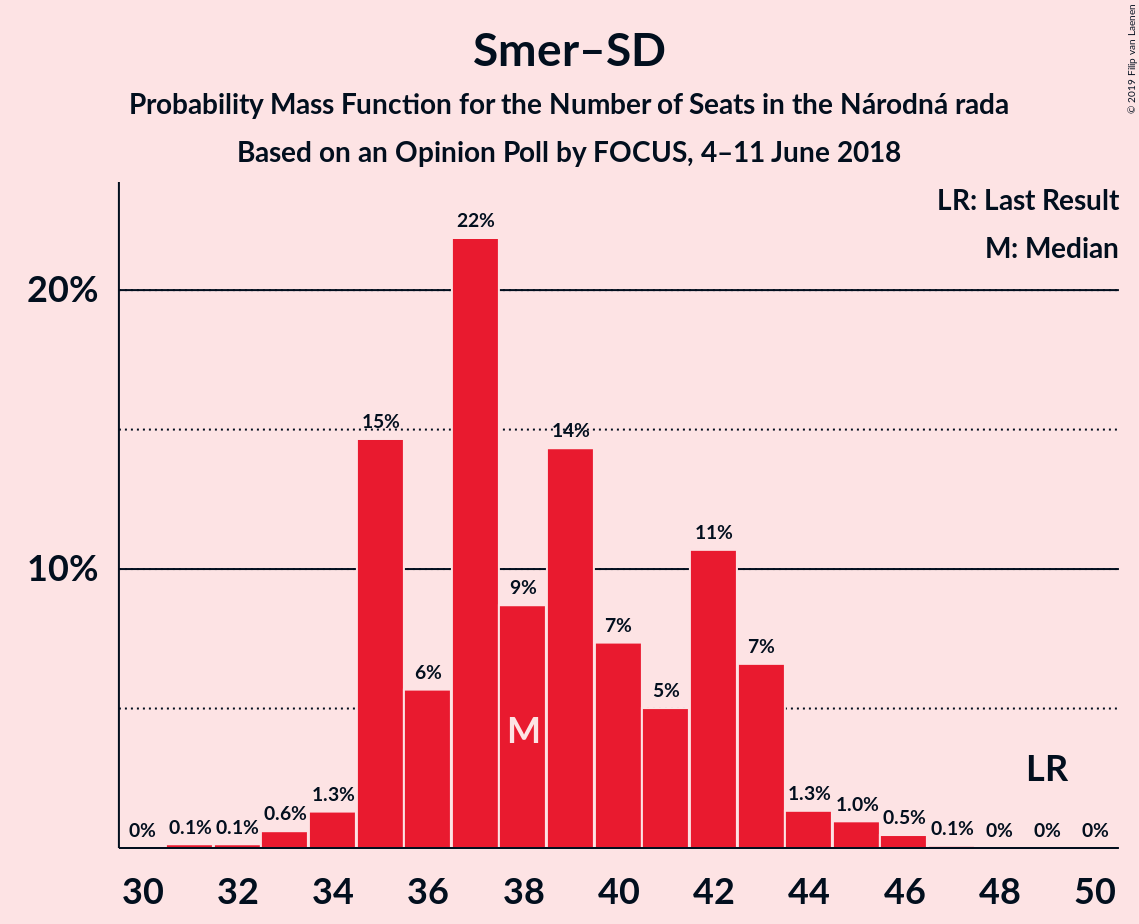 © 2019 Filip van Laenen
Smer–SD
Probability Mass Function for the Number of Seats in the Národná rada
Based on an Opinion Poll by FOCUS, 4–11 June 2018
LR: Last Result
M: Median
20%
10%
0%
0.1%
0.1%
0.6%
1.3%
15%
6%
22%
9%
14%
7%
5%
11%
7%
1.3%
1.0%
0.5%
0.1%
0%
0%
0%
M
LR
30 32 34 36 38 40 42 44 46 48 50